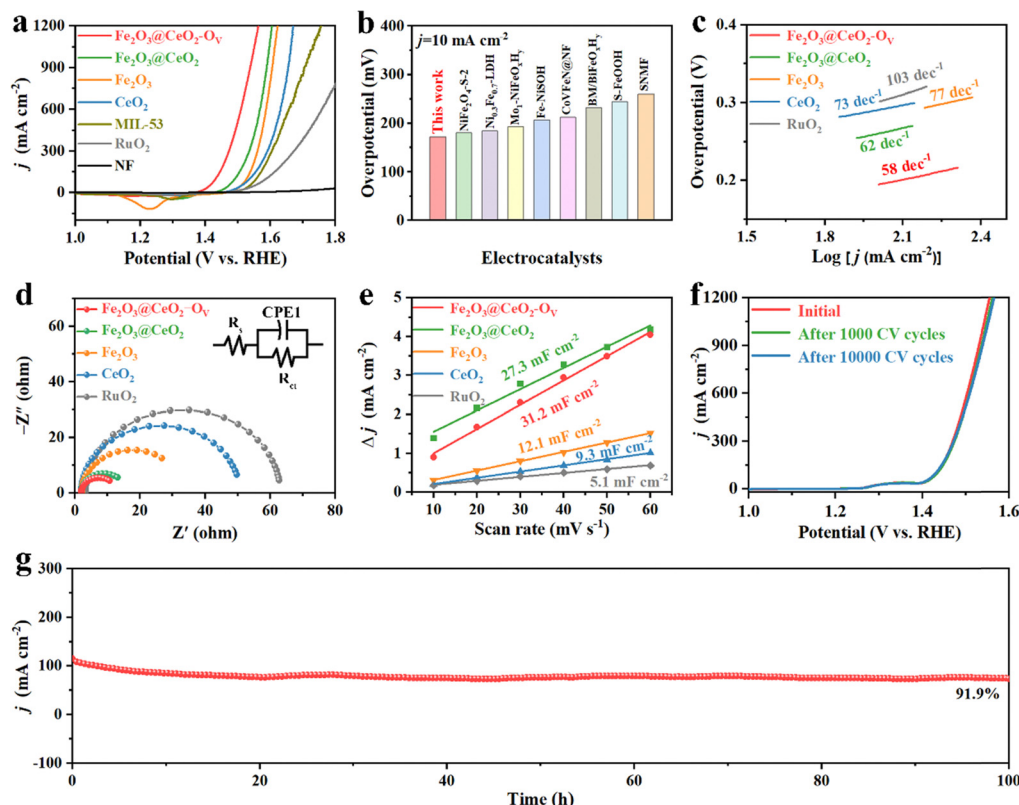 a
1200
900
600
300
0
j (mA cm⁻²)
Fe₂O₃@CeO₂-Oᵥ
Fe₂O₃@CeO₂
Fe₂O₃
CeO₂
MIL-53
RuO₂
NF
1.0 1.2 1.4 1.6 1.8
Potential (V vs. RHE)
b
400
300
200
100
0
Overpotential (mV)
j=10 mA cm⁻²
This work
NiFe₂O₄-S-2
Ni₀.₃Fe₀.₇-LDH
Mo₁-NiFeOₓHᵧ
Fe-NiSOH
CoVFeN@NF
BM/BiFeOₓHᵧ
S-FeOOH
SNMF
Electrocatalysts
c
0.4
0.3
0.2
Overpotential (V)
Fe₂O₃@CeO₂-Oᵥ
Fe₂O₃@CeO₂
Fe₂O₃
CeO₂
RuO₂
103 dec⁻¹
73 dec⁻¹
77 dec⁻¹
62 dec⁻¹
58 dec⁻¹
1.5 1.8 2.1 2.4
Log [j (mA cm⁻²)]
d
60
40
20
0
−Z″ (ohm)
Fe₂O₃@CeO₂−Oᵥ
Fe₂O₃@CeO₂
Fe₂O₃
CeO₂
RuO₂
CPE1
Rₛ
R_ct
0 20 40 60 80
Z′ (ohm)
e
5
4
3
2
1
0
Δj (mA cm⁻²)
Fe₂O₃@CeO₂-Oᵥ
Fe₂O₃@CeO₂
Fe₂O₃
CeO₂
RuO₂
27.3 mF cm⁻²
31.2 mF cm⁻²
12.1 mF cm⁻²
9.3 mF cm⁻²
5.1 mF cm⁻²
10 20 30 40 50 60
Scan rate (mV s⁻¹)
f
1200
900
600
300
0
j (mA cm⁻²)
Initial
After 1000 CV cycles
After 10000 CV cycles
1.0 1.1 1.2 1.3 1.4 1.5 1.6
Potential (V vs. RHE)
g
300
200
100
0
-100
j (mA cm⁻²)
91.9%
0 20 40 60 80 100
Time (h)